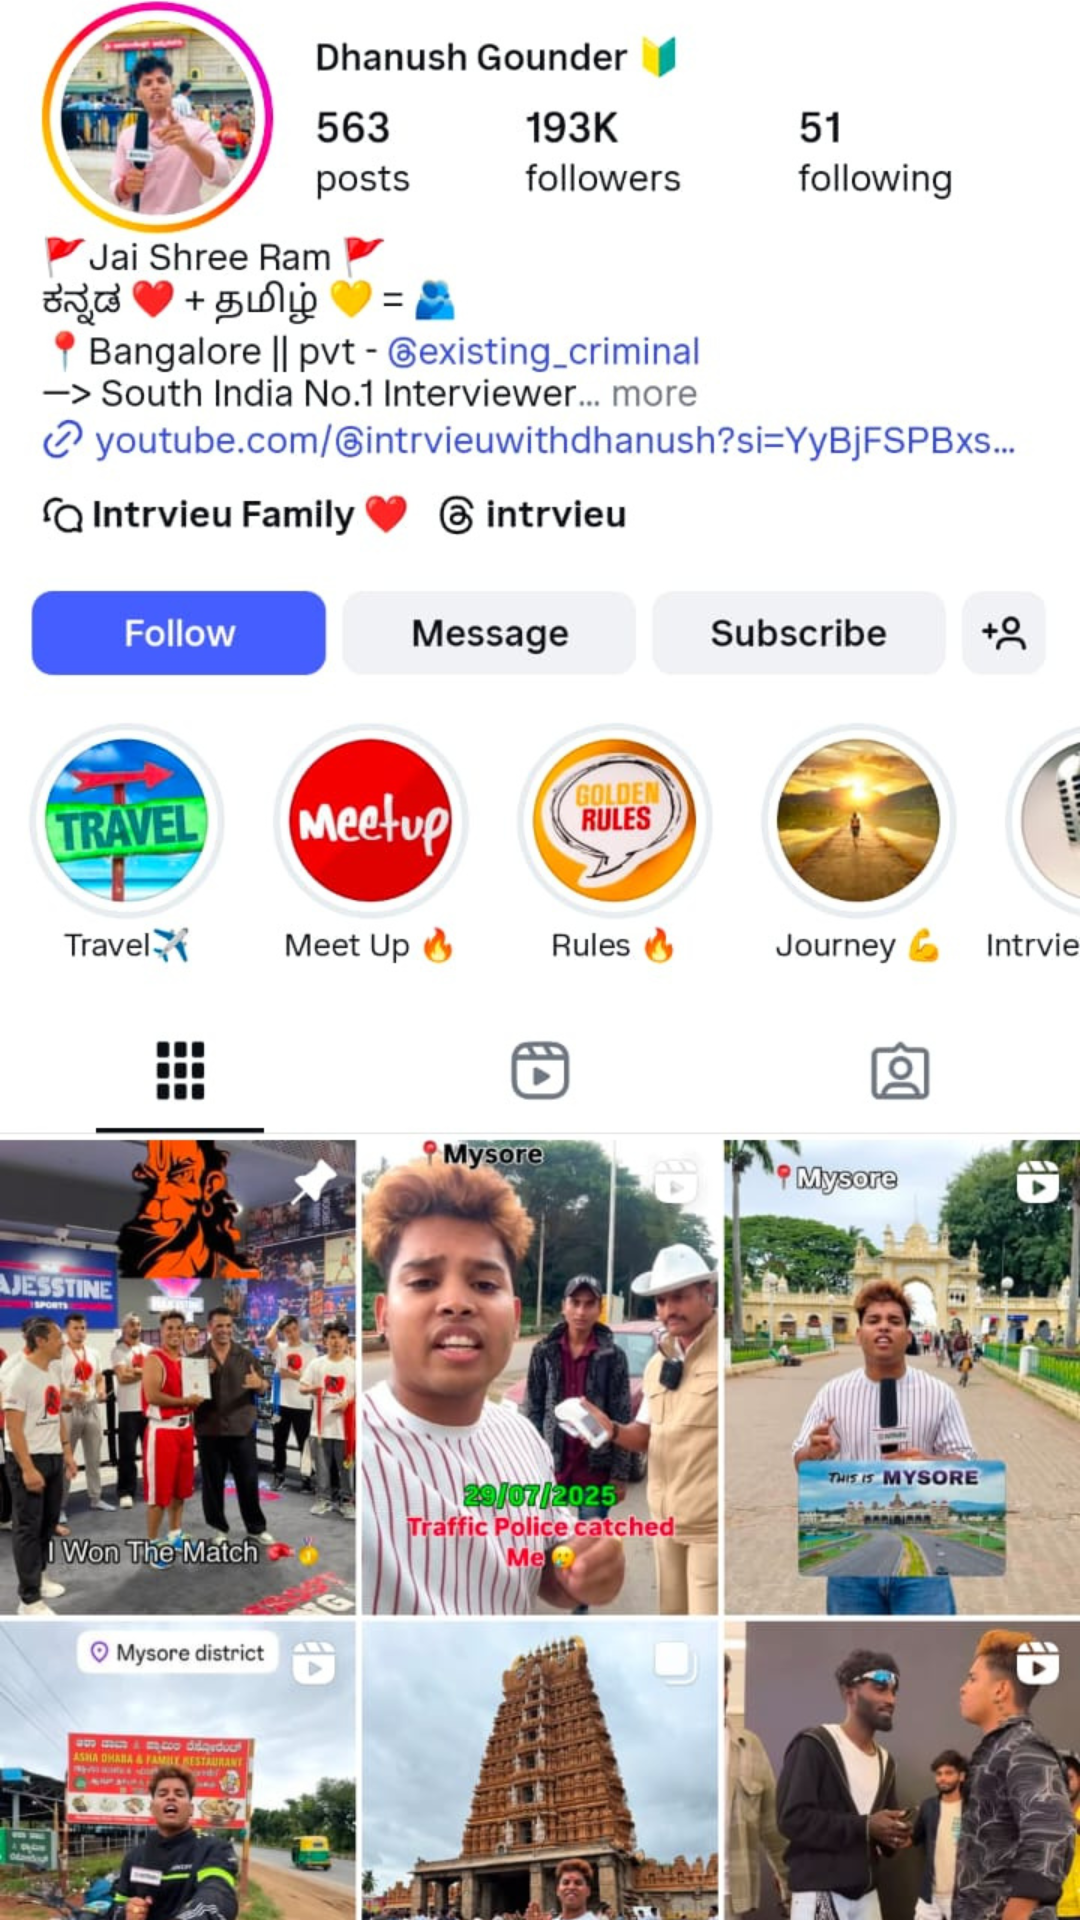 Dhanush Gounder 🔰
563
posts
193K
followers
51
following
🚩Jai Shree Ram 🚩
ಕನ್ನಡ ❤️ + தமிழ் 💛 = 🫂
📍Bangalore || pvt - @existing_criminal
—> South India No.1 Interviewer... more
youtube.com/@intrvieuwithdhanush?si=YyBjFSPBxs...
Intrvieu Family ❤️ intrvieu
Follow
Message
Subscribe
TRAVEL
Meetup
GOLDEN
RULES
Travel✈️
Meet Up 🔥
Rules 🔥
Journey 💪
Intrvie
AJESSTINE
SPORTS
I Won The Match 🥊🥇
📍Mysore
29/07/2025
Traffic Police catched
Me 🥲
📍Mysore
THIS IS MYSORE
Mysore district
ಆಶಾ ಡಾಬಾ & ಫ್ಯಾಮಿಲಿ ರೆಸ್ಟೋರೆಂಟ್
ASHA DHABA & FAMILY RESTAURANT